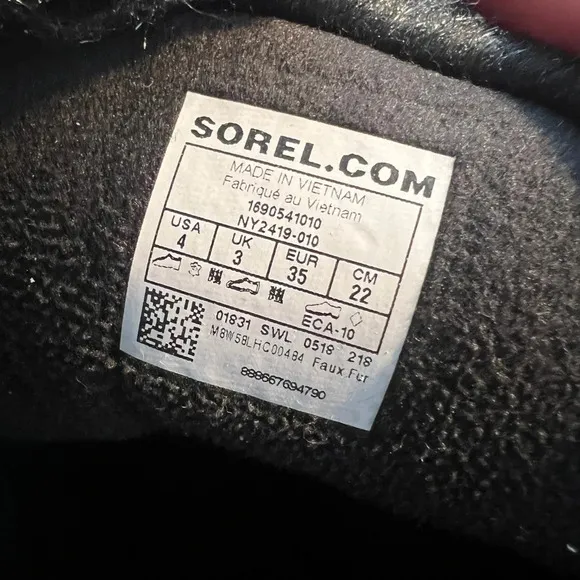 SOREL.COM
MADE IN VIETNAM
Fabriqué au Vietnam
1690541010
NY2419-010
USA UK EUR CM
4 3 35 22
ECA-10
01831 SWL 0518 218
M8W58LHC00484 Faux Fur
888667694790